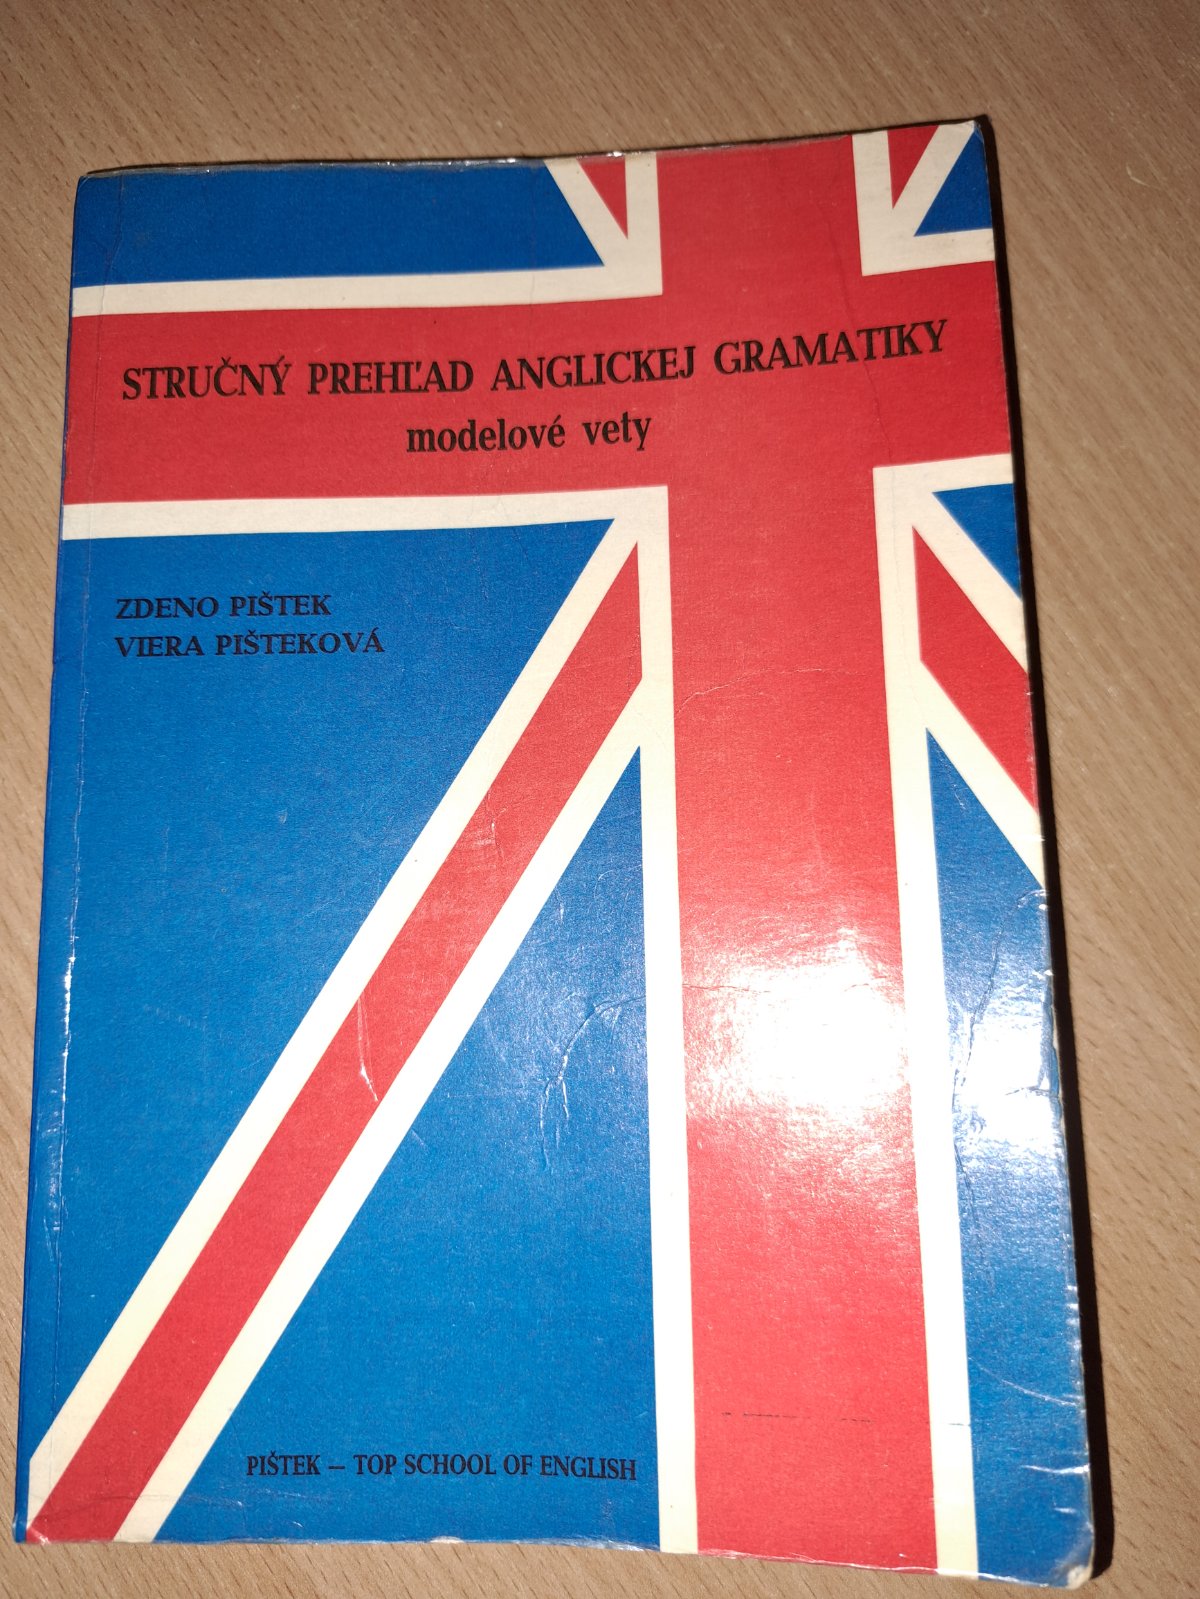 STRUČNÝ PREHĽAD ANGLICKEJ GRAMATIKY
modelové vety
ZDENO PIŠTEK
VIERA PIŠTEKOVÁ
PIŠTEK – TOP SCHOOL OF ENGLISH